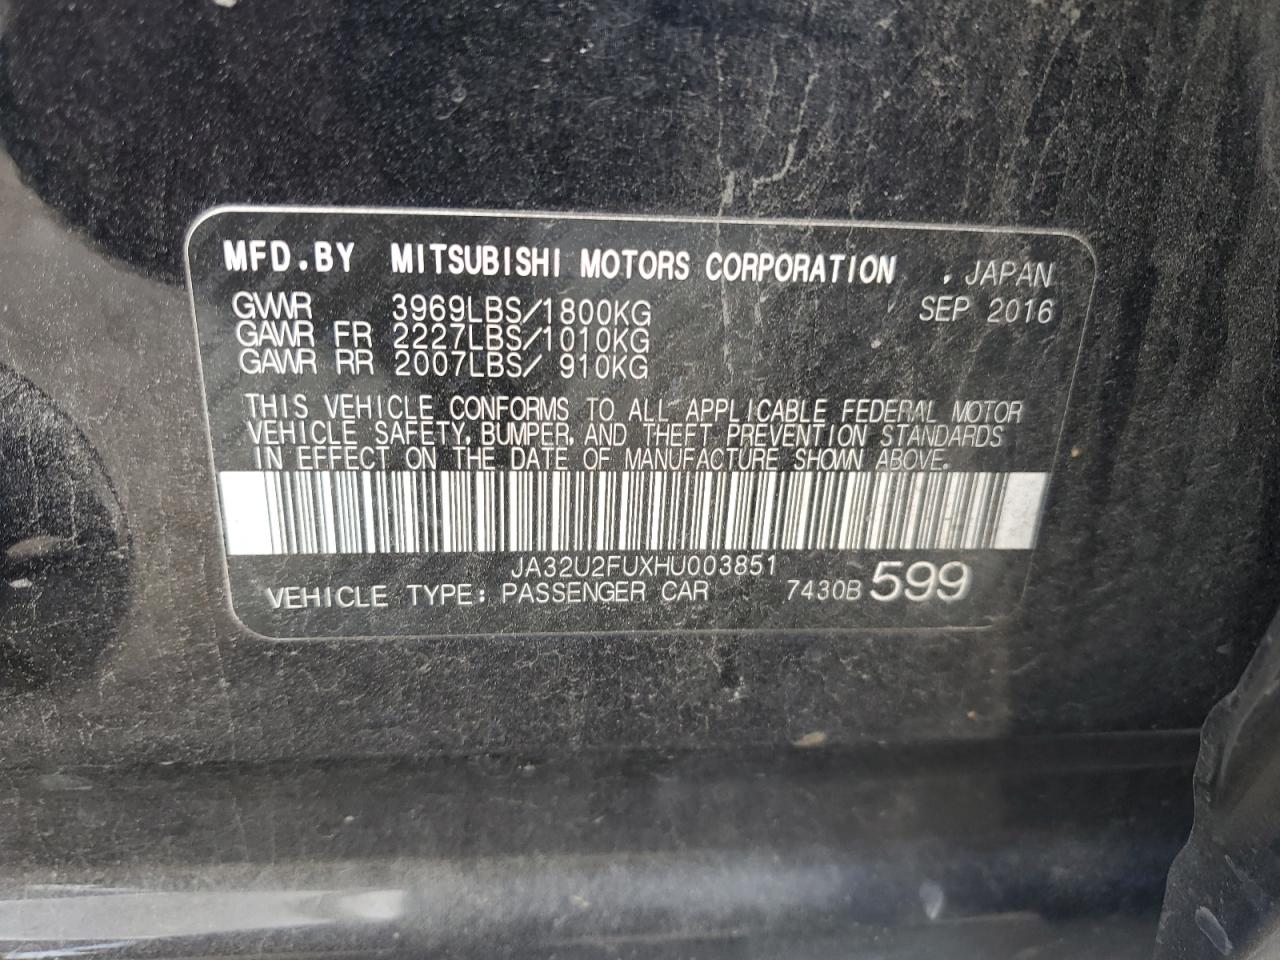 MFD.BY MITSUBISHI MOTORS CORPORATION , JAPAN
GVWR 3969LBS/1800KG SEP 2016
GAWR FR 2227LBS/1010KG
GAWR RR 2007LBS/ 910KG
THIS VEHICLE CONFORMS TO ALL APPLICABLE FEDERAL MOTOR
VEHICLE SAFETY, BUMPER, AND THEFT PREVENTION STANDARDS
IN EFFECT ON THE DATE OF MANUFACTURE SHOWN ABOVE.
JA32U2FUXHU003851
VEHICLE TYPE: PASSENGER CAR 7430B 599